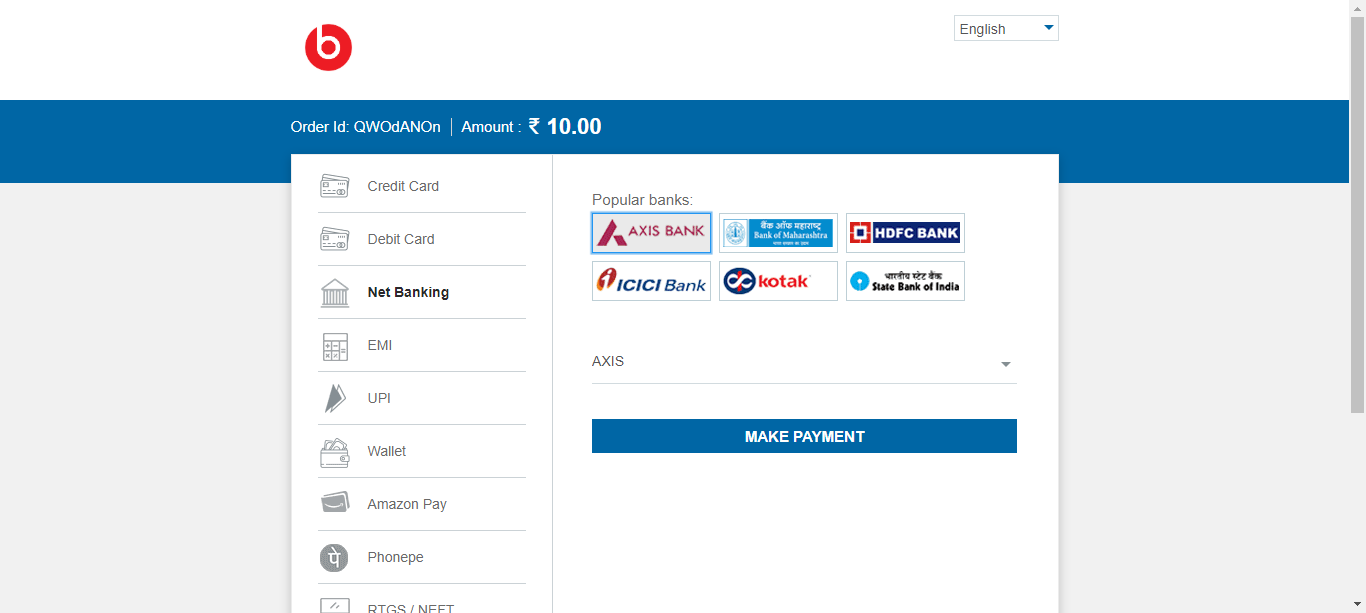 b
English
Order Id: QWOdANOn
Amount : ₹ 10.00
Credit Card
Debit Card
Net Banking
EMI
UPI
Wallet
Amazon Pay
Phonepe
पे
RTGS / NEFT
Popular banks:
AXIS BANK
बैंक ऑफ महाराष्ट्र
Bank of Maharashtra
HDFC BANK
ICICI Bank
kotak
भारतीय स्टेट बैंक
State Bank of India
AXIS
MAKE PAYMENT